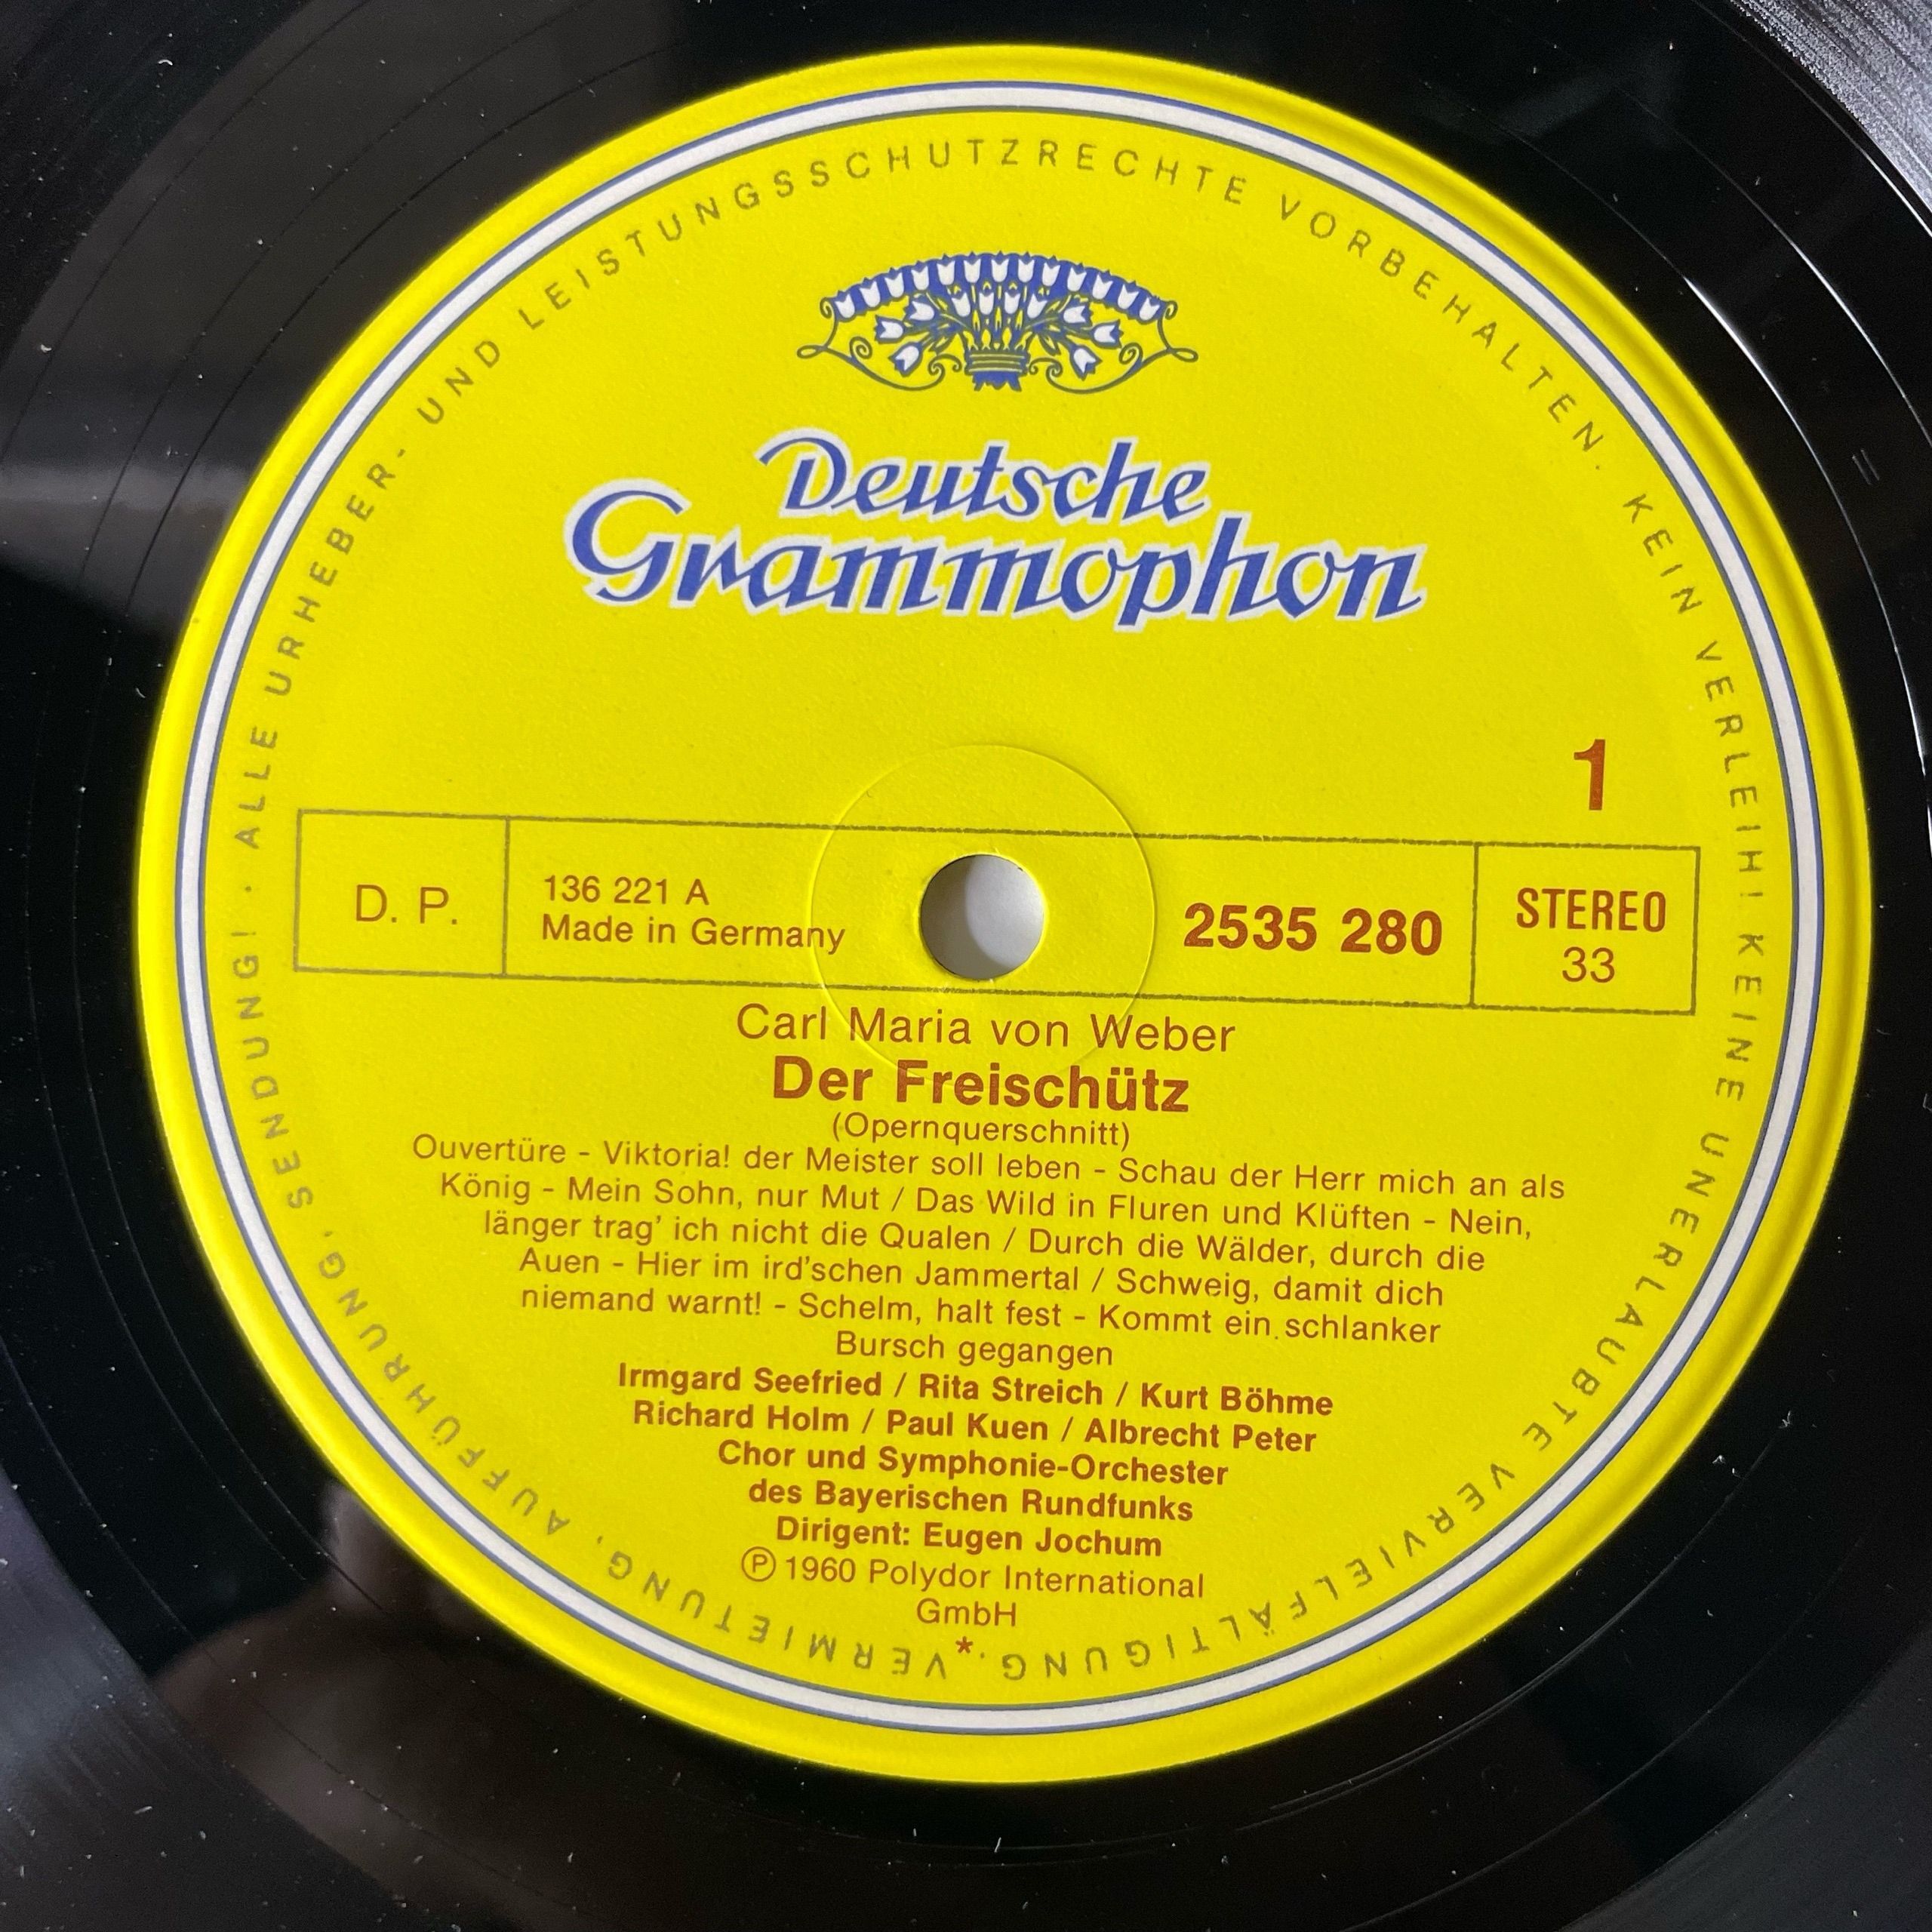 ALLE URHEBER- UND LEISTUNGSSCHUTZRECHTE VORBEHALTEN. KEIN VERLEIH! KEINE UNERLAUBTE VERVIELFÄLTIGUNG, VERMIETUNG, AUFFÜHRUNG, SENDUNG! ·
Deutsche
Grammophon
1
D. P.
136 221 A
Made in Germany
2535 280
STEREO
33
Carl Maria von Weber
Der Freischütz
(Opernquerschnitt)
Ouvertüre - Viktoria! der Meister soll leben - Schau der Herr mich an als
König - Mein Sohn, nur Mut / Das Wild in Fluren und Klüften - Nein,
länger trag' ich nicht die Qualen / Durch die Wälder, durch die
Auen - Hier im ird'schen Jammertal / Schweig, damit dich
niemand warnt! - Schelm, halt fest - Kommt ein schlanker
Bursch gegangen
Irmgard Seefried / Rita Streich / Kurt Böhme
Richard Holm / Paul Kuen / Albrecht Peter
Chor und Symphonie-Orchester
des Bayerischen Rundfunks
Dirigent: Eugen Jochum
Ⓟ 1960 Polydor International
GmbH
*